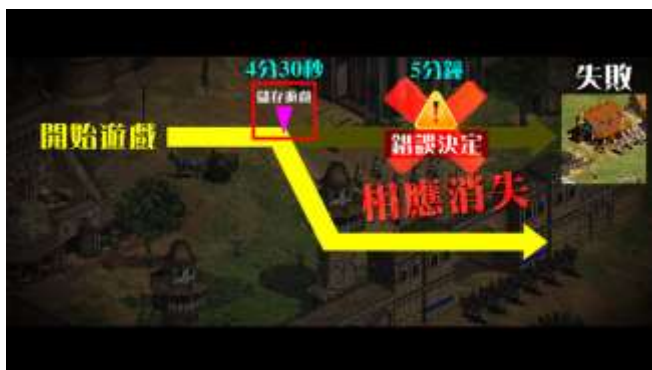 4分30秒
5分鐘
失敗
儲存遊戲
開始遊戲
錯誤決定
相應消失